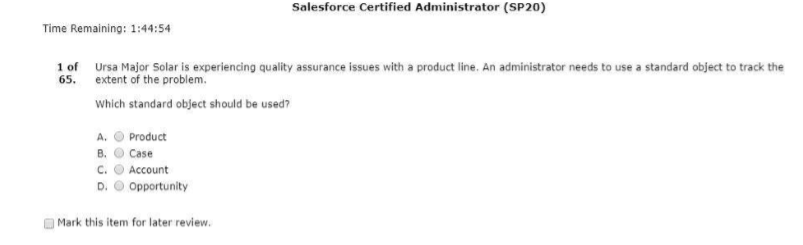 Salesforce Certified Administrator (SP20)
Time Remaining: 1:44:54
1 of 65. Ursa Major Solar is experiencing quality assurance issues with a product line. An administrator needs to use a standard object to track the
extent of the problem.
Which standard object should be used?
A. Product
B. Case
C. Account
D. Opportunity
Mark this item for later review.